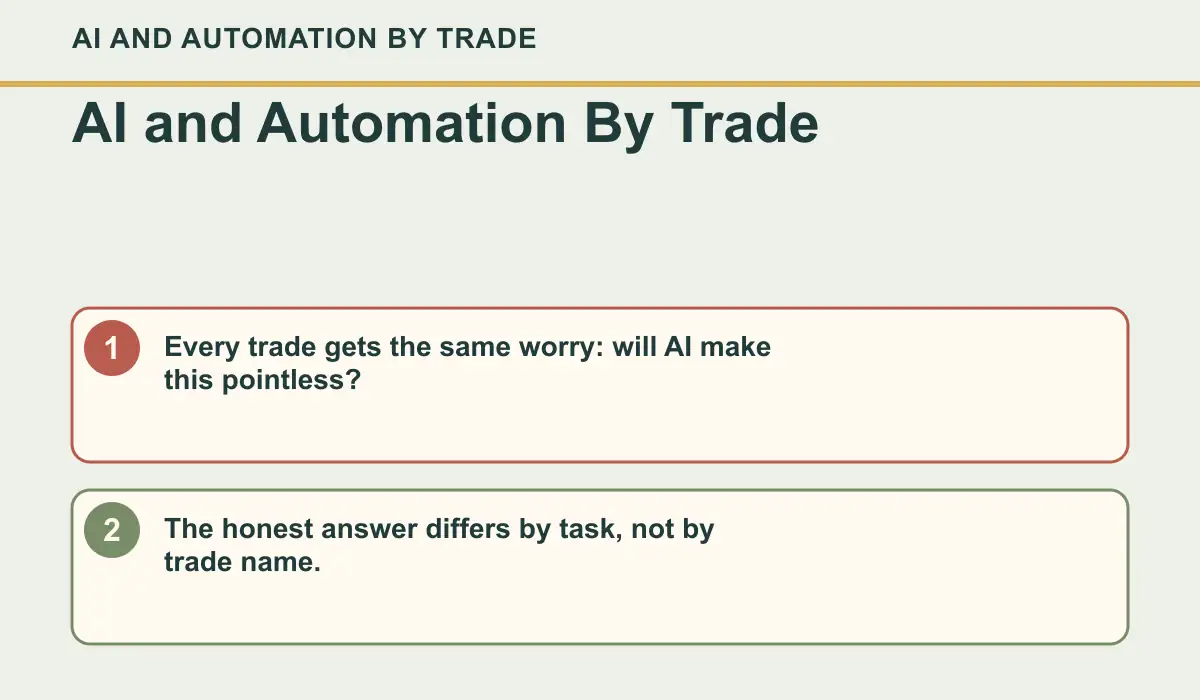 AI AND AUTOMATION BY TRADE
AI and Automation By Trade
1
Every trade gets the same worry: will AI make
this pointless?
2
The honest answer differs by task, not by
trade name.